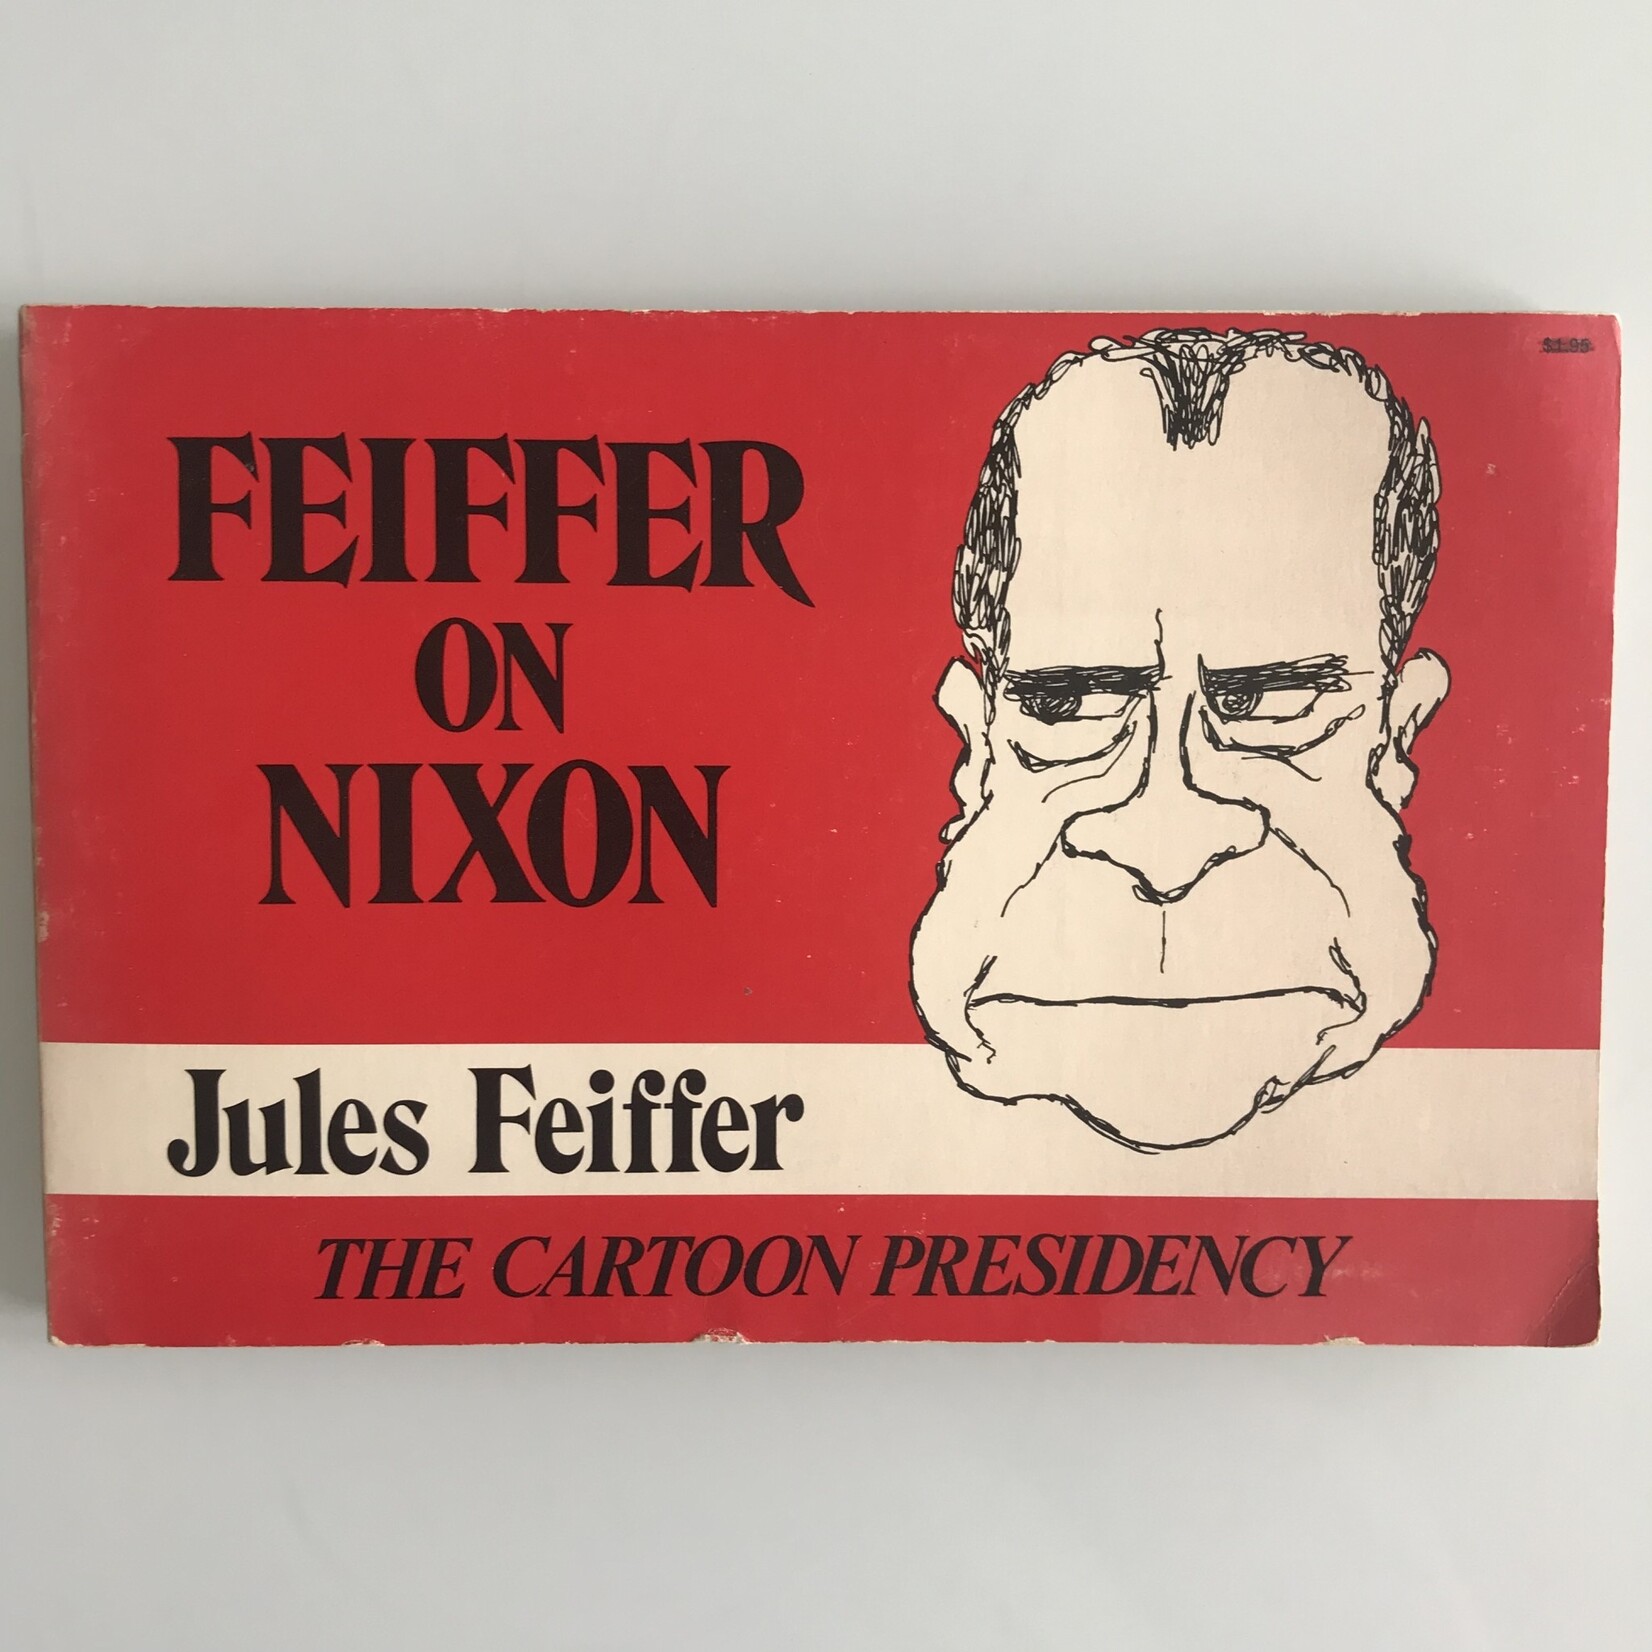 $1.95
FEIFFER
ON
NIXON
Jules Feiffer
THE CARTOON PRESIDENCY